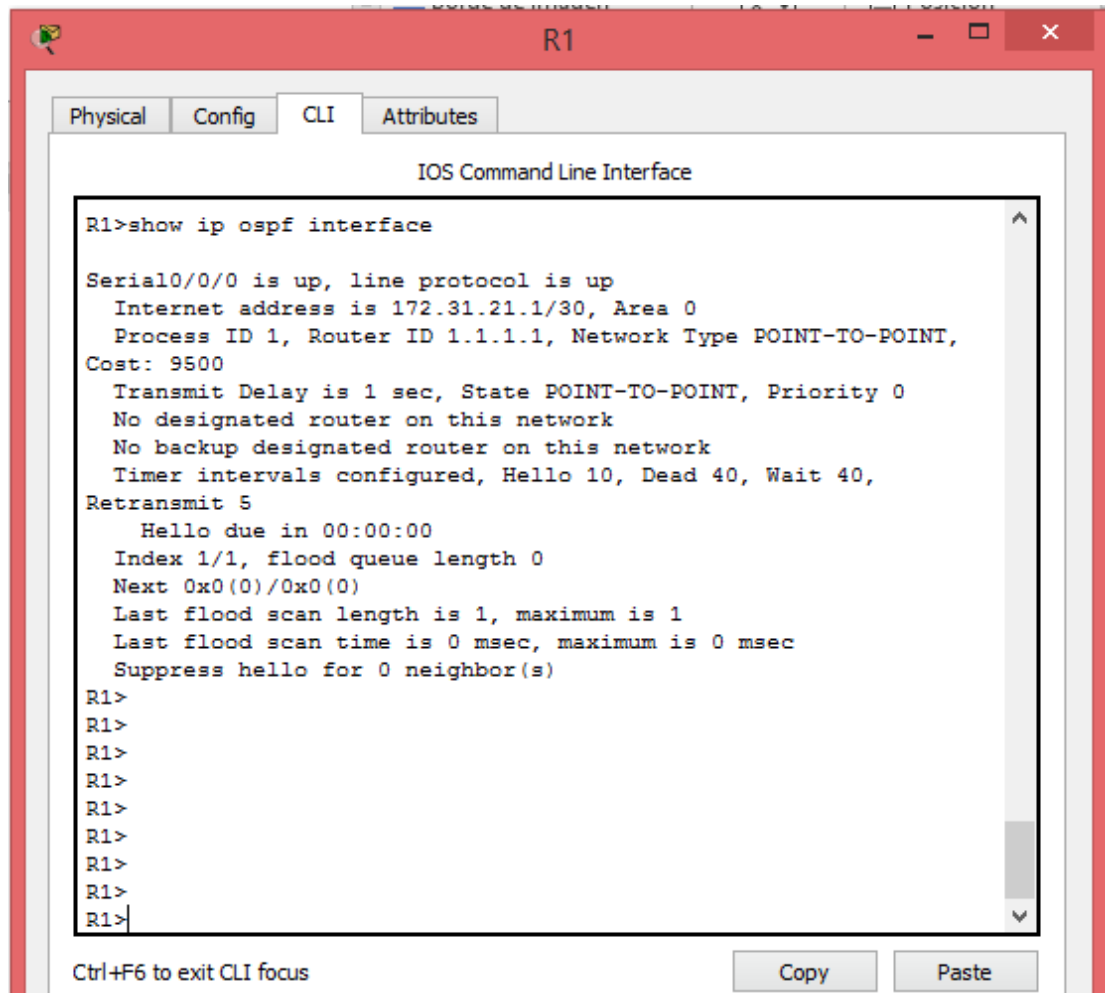 borde de imagen
Posición
R1
Physical Config CLI Attributes
IOS Command Line Interface
R1>show ip ospf interface
Serial0/0/0 is up, line protocol is up
Internet address is 172.31.21.1/30, Area 0
Process ID 1, Router ID 1.1.1.1, Network Type POINT-TO-POINT,
Cost: 9500
Transmit Delay is 1 sec, State POINT-TO-POINT, Priority 0
No designated router on this network
No backup designated router on this network
Timer intervals configured, Hello 10, Dead 40, Wait 40,
Retransmit 5
Hello due in 00:00:00
Index 1/1, flood queue length 0
Next 0x0(0)/0x0(0)
Last flood scan length is 1, maximum is 1
Last flood scan time is 0 msec, maximum is 0 msec
Suppress hello for 0 neighbor(s)
R1>
R1>
R1>
R1>
R1>
R1>
R1>
R1>
R1>
Ctrl+F6 to exit CLI focus
Copy Paste